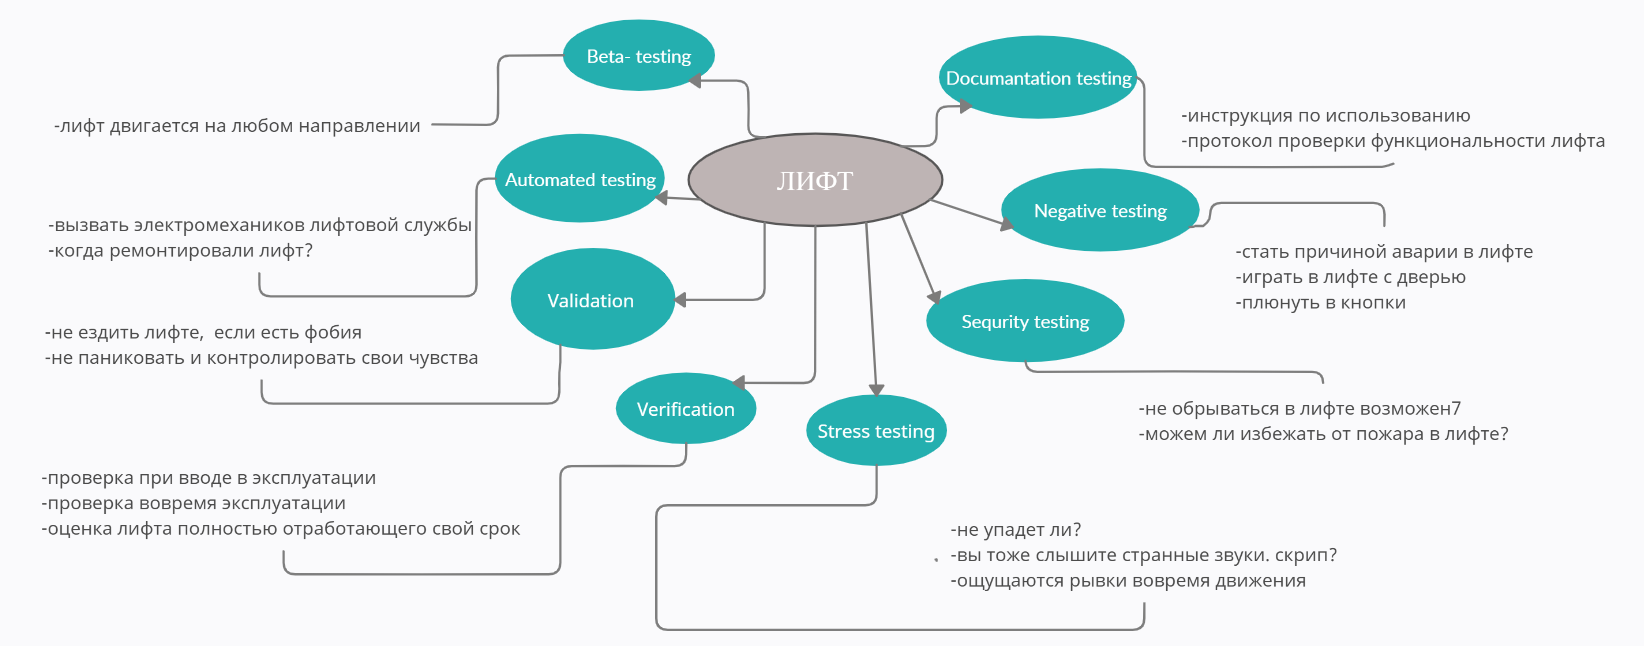 Beta- testing
-лифт двигается на любом направлении
Automated testing
-вызвать электромехаников лифтовой службы
-когда ремонтировали лифт?
Validation
-не ездить лифте,  если есть фобия
-не паниковать и контролировать свои чувства
Verification
-проверка при вводе в эксплуатации
-проверка вовремя эксплуатации
-оценка лифта полностью отработающего свой срок
ЛИФТ
Documantation testing
-инструкция по использованию
-протокол проверки функциональности лифта
Negative testing
-стать причиной аварии в лифте
-играть в лифте с дверью
-плюнуть в кнопки
Sequrity testing
-не обрываться в лифте возможен7
-можем ли избежать от пожара в лифте?
Stress testing
-не упадет ли?
-вы тоже слышите странные звуки. скрип?
-ощущаются рывки вовремя движения